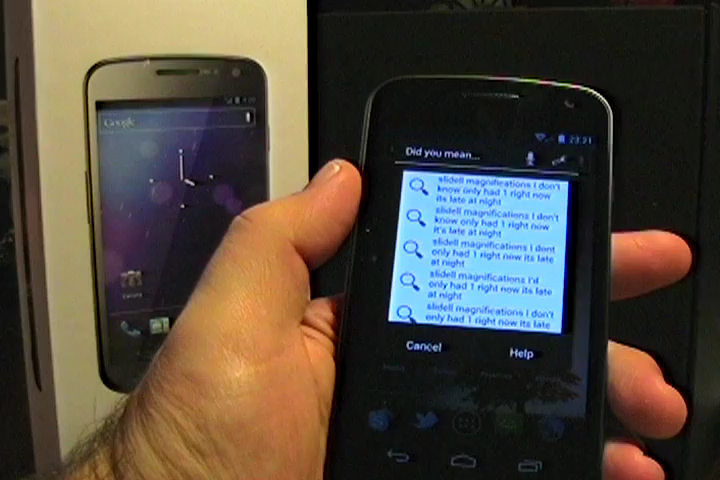 Google
23:21
Did you mean...
slidell magnifications I don't
know only had 1 right now
its late at night
slidell magnifications I don't
know only had 1 right now
it's late at night
slidell magnifications I dont
only had 1 right now its late
at night
slidell magnifications I'd
only had 1 right now its late
at night
slidell magnifications I don't
only had 1 right now its late
Cancel
Help